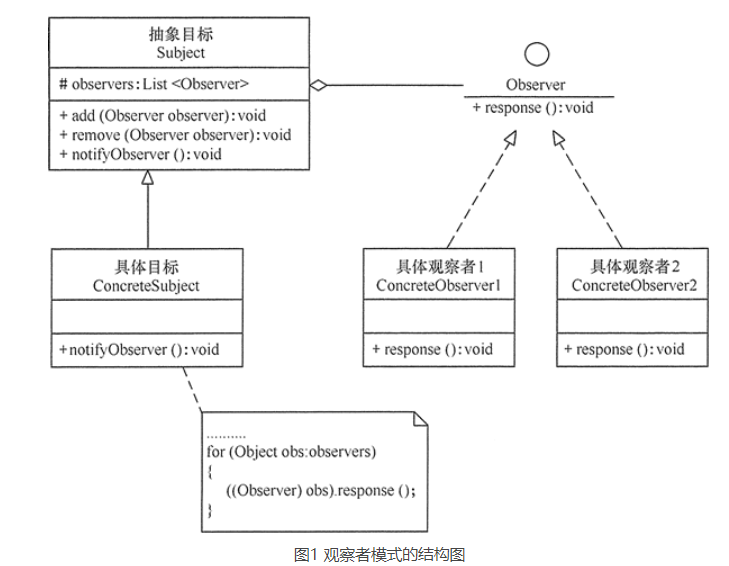 抽象目标
Subject
# observers:List <Observer>
+ add (Observer observer):void
+ remove (Observer observer):void
+ notifyObserver ():void
Observer
+ response ():void
具体目标
ConcreteSubject
+notifyObserver ():void
具体观察者1
ConcreteObserver1
+ response ():void
具体观察者2
ConcreteObserver2
+ response ():void
..........
for (Object obs:observers)
{
((Observer) obs).response ();
}
图1 观察者模式的结构图